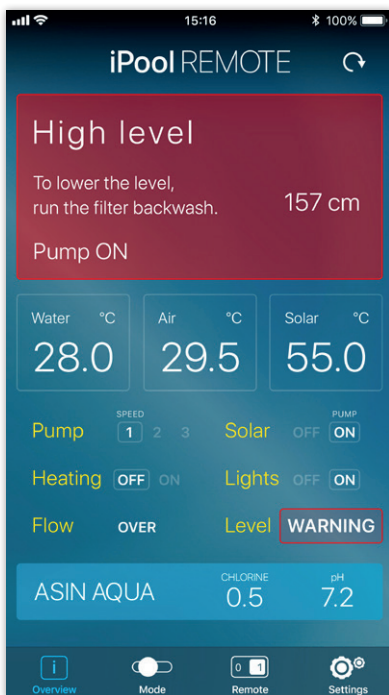 15:16 100%
iPool REMOTE
High level
To lower the level,
run the filter backwash.
157 cm
Pump ON
Water °C Air °C Solar °C
28.0 29.5 55.0
SPEED PUMP
Pump 1 2 3 Solar OFF ON
Heating OFF ON Lights OFF ON
Flow OVER Level WARNING
CHLORINE pH
ASIN AQUA 0.5 7.2
i 0 1
Overview Mode Remote Settings